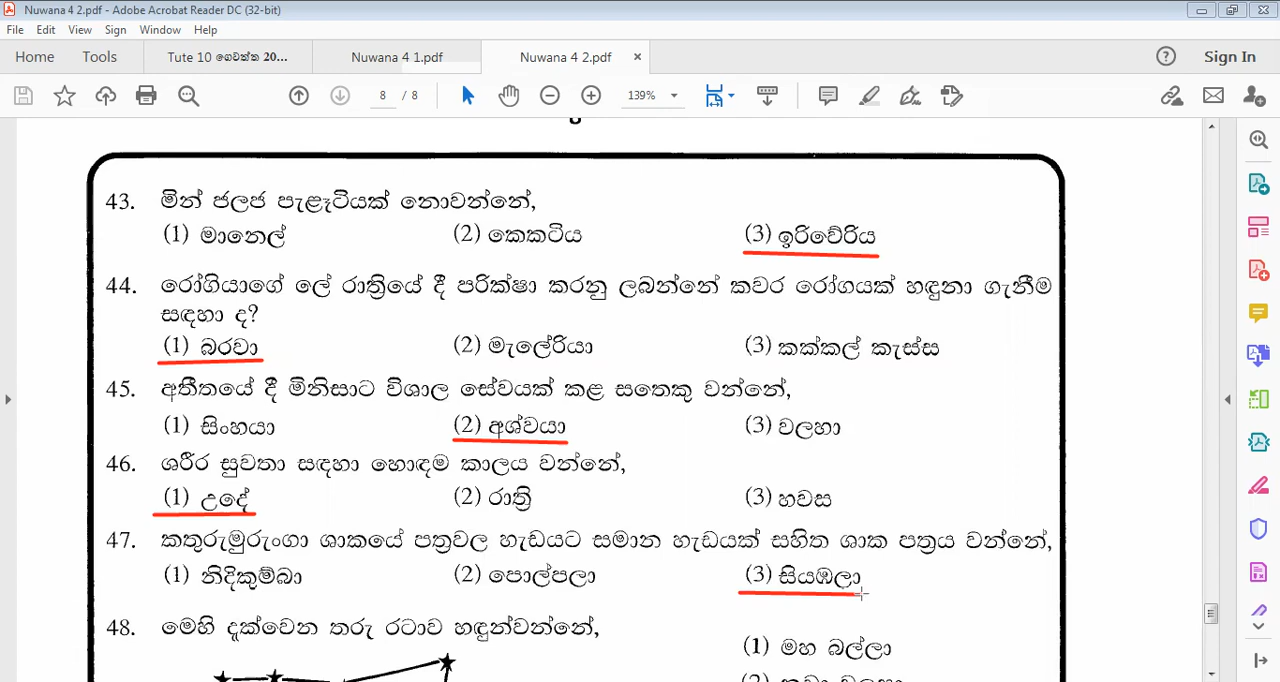 Nuwana 4 2.pdf - Adobe Acrobat Reader DC (32-bit)
File Edit View Sign Window Help
Home Tools Tute 10 ගෙවත්ත 20... Nuwana 4 1.pdf Nuwana 4 2.pdf × Sign In
8 / 8 139%
43. මින් ජලජ පැළෑටියක් නොවන්නේ,
(1) මානෙල් (2) කෙකටිය (3) ඉරිවේරිය
44. රෝගියාගේ ලේ රාත්‍රියේ දී පරික්ෂා කරනු ලබන්නේ කවර රෝගයක් හඳුනා ගැනීම
සඳහා ද?
(1) බරවා (2) මැලේරියා (3) කක්කල් කැස්ස
45. අතීතයේ දී මිනිසාට විශාල සේවයක් කළ සතෙකු වන්නේ,
(1) සිංහයා (2) අශ්වයා (3) වලහා
46. ශරීර සුවතා සඳහා හොඳම කාලය වන්නේ,
(1) උදේ (2) රාත්‍රි (3) හවස
47. කතුරුමුරුංගා ශාකයේ පත්‍රවල හැඩයට සමාන හැඩයක් සහිත ශාක පත්‍රය වන්නේ,
(1) නිදිකුම්බා (2) පොල්පලා (3) සියඹලා
48. මෙහි දැක්වෙන තරු රටාව හඳුන්වන්නේ,
(1) මහ බල්ලා